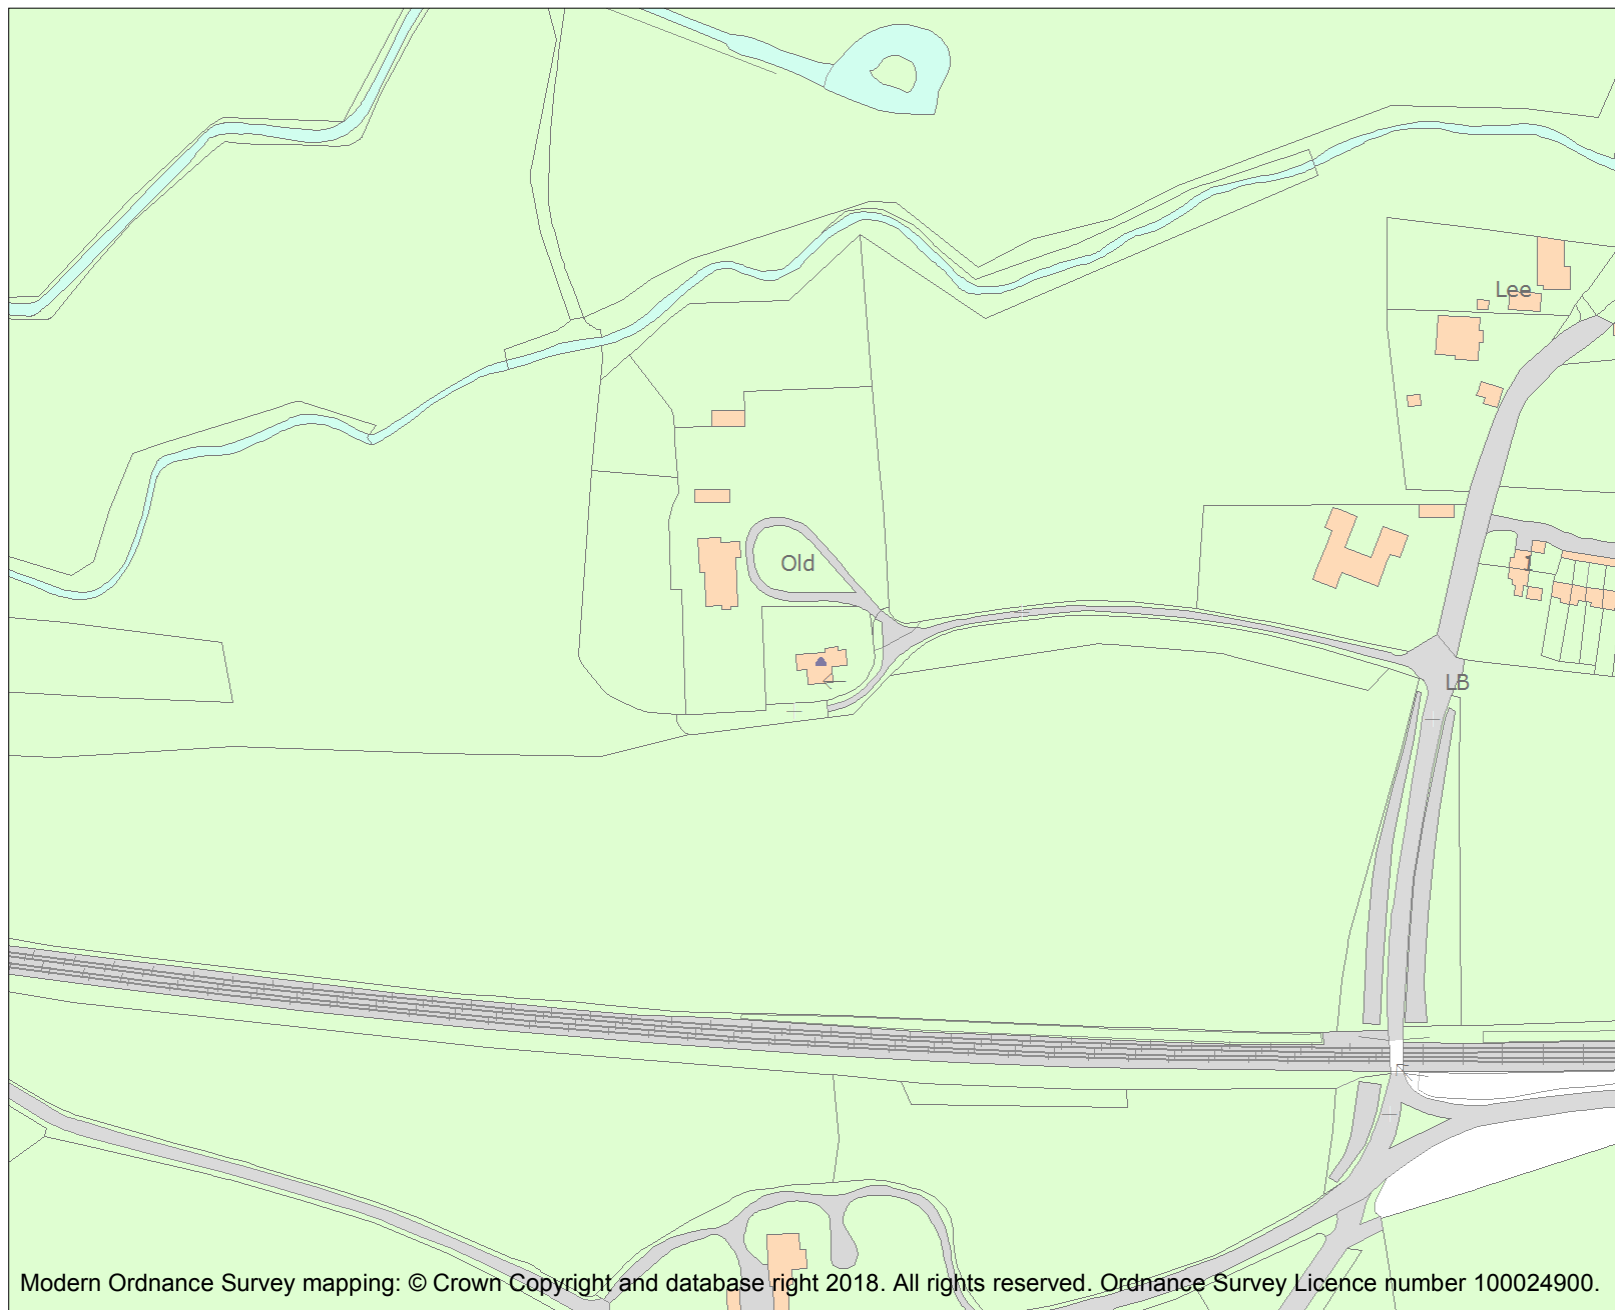 Lee
Old
1
LB
Modern Ordnance Survey mapping: © Crown Copyright and database right 2018. All rights reserved. Ordnance Survey Licence number 100024900.